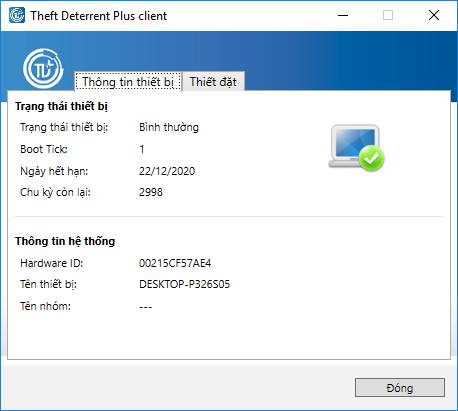 Theft Deterrent Plus client
Thông tin thiết bị Thiết đặt
Trạng thái thiết bị
Trạng thái thiết bị: Bình thường
Boot Tick: 1
Ngày hết hạn: 22/12/2020
Chu kỳ còn lại: 2998
Thông tin hệ thống
Hardware ID: 00215CF57AE4
Tên thiết bị: DESKTOP-P326S05
Tên nhóm: ---
Đóng